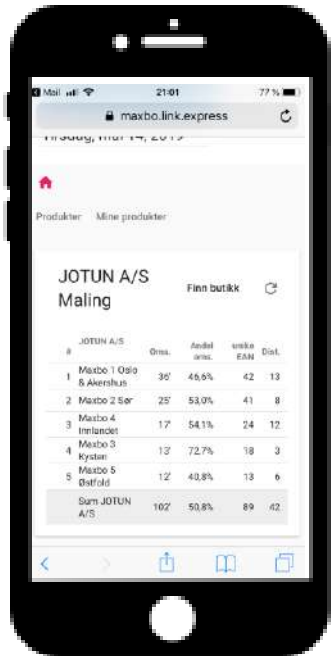 Mail 21:01 77 %
maxbo.link.express
Produkter Mine produkter
JOTUN A/S
Maling
Finn butikk
# JOTUN A/S Oms. Andel oms. unike EAN Dist.
1 Maxbo 1 Oslo & Akershus 36' 46,6% 42 13
2 Maxbo 2 Sør 25' 53,0% 41 8
3 Maxbo 4 Innlandet 17' 54,1% 24 12
4 Maxbo 3 Kysten 13' 72,7% 18 3
5 Maxbo 5 Østfold 12' 40,8% 13 6
Sum JOTUN A/S 102' 50,8% 89 42